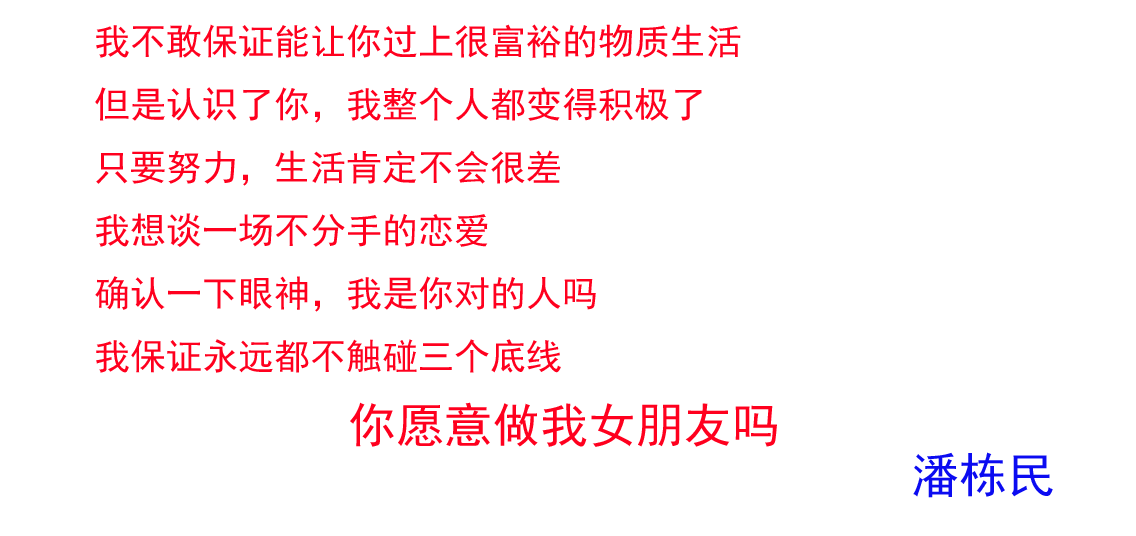 我不敢保证能让你过上很富裕的物质生活
但是认识了你，我整个人都变得积极了
只要努力，生活肯定不会很差
我想谈一场不分手的恋爱
确认一下眼神，我是你对的人吗
我保证永远都不触碰三个底线
你愿意做我女朋友吗
潘栋民